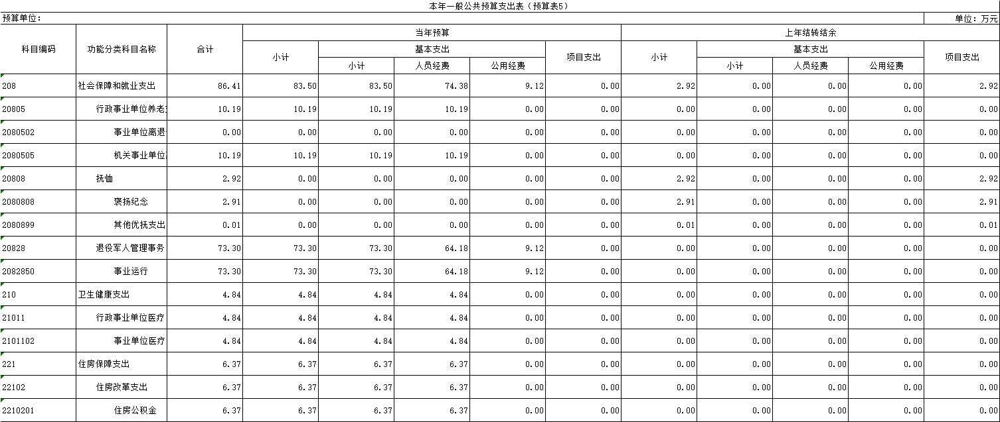 本年一般公共预算支出表（预算表5）
预算单位： 单位：万元
科目编码 功能分类科目名称 合计 当年预算 上年结转结余
小计 基本支出 项目支出 小计 基本支出 项目支出
小计 人员经费 公用经费 小计 人员经费 公用经费
208 社会保障和就业支出 86.41 83.50 83.50 74.38 9.12 0.00 2.92 0.00 0.00 0.00 2.92
20805 行政事业单位养老 10.19 10.19 10.19 10.19 0.00 0.00 0.00 0.00 0.00 0.00 0.00
2080502 事业单位离退 0.00 0.00 0.00 0.00 0.00 0.00 0.00 0.00 0.00 0.00 0.00
2080505 机关事业单位 10.19 10.19 10.19 10.19 0.00 0.00 0.00 0.00 0.00 0.00 0.00
20808 抚恤 2.92 0.00 0.00 0.00 0.00 0.00 2.92 0.00 0.00 0.00 2.92
2080808 褒扬纪念 2.91 0.00 0.00 0.00 0.00 0.00 2.91 0.00 0.00 0.00 2.91
2080899 其他优抚支出 0.01 0.00 0.00 0.00 0.00 0.00 0.01 0.00 0.00 0.00 0.01
20828 退役军人管理事务 73.30 73.30 73.30 64.18 9.12 0.00 0.00 0.00 0.00 0.00 0.00
2082850 事业运行 73.30 73.30 73.30 64.18 9.12 0.00 0.00 0.00 0.00 0.00 0.00
210 卫生健康支出 4.84 4.84 4.84 4.84 0.00 0.00 0.00 0.00 0.00 0.00 0.00
21011 行政事业单位医疗 4.84 4.84 4.84 4.84 0.00 0.00 0.00 0.00 0.00 0.00 0.00
2101102 事业单位医疗 4.84 4.84 4.84 4.84 0.00 0.00 0.00 0.00 0.00 0.00 0.00
221 住房保障支出 6.37 6.37 6.37 6.37 0.00 0.00 0.00 0.00 0.00 0.00 0.00
22102 住房改革支出 6.37 6.37 6.37 6.37 0.00 0.00 0.00 0.00 0.00 0.00 0.00
2210201 住房公积金 6.37 6.37 6.37 6.37 0.00 0.00 0.00 0.00 0.00 0.00 0.00